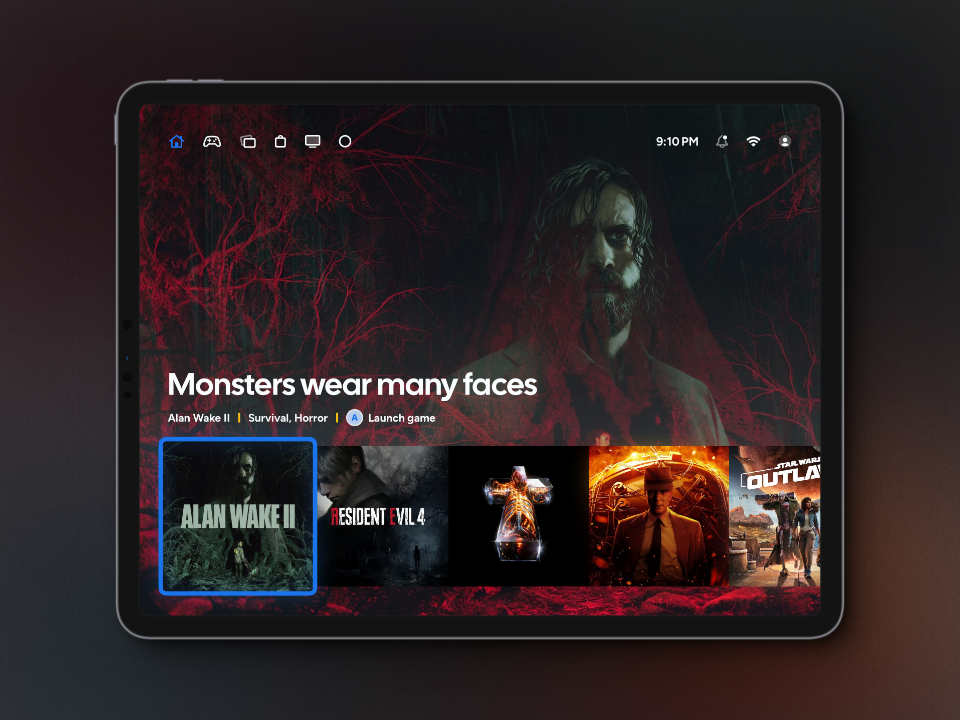 9:10 PM
Monsters wear many faces
Alan Wake II
Survival, Horror
A Launch game
ALAN WAKE II
RESIDENT EVIL 4
STAR WARS
OUTLA